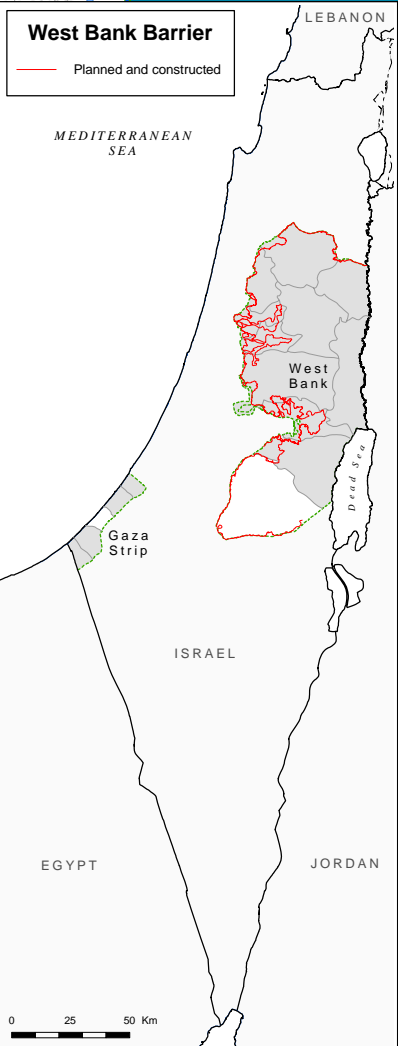 LEBANON
West Bank Barrier
Planned and constructed
MEDITERRANEAN
SEA
West
Bank
Dead Sea
Gaza
Strip
ISRAEL
EGYPT
JORDAN
0 25 50 Km